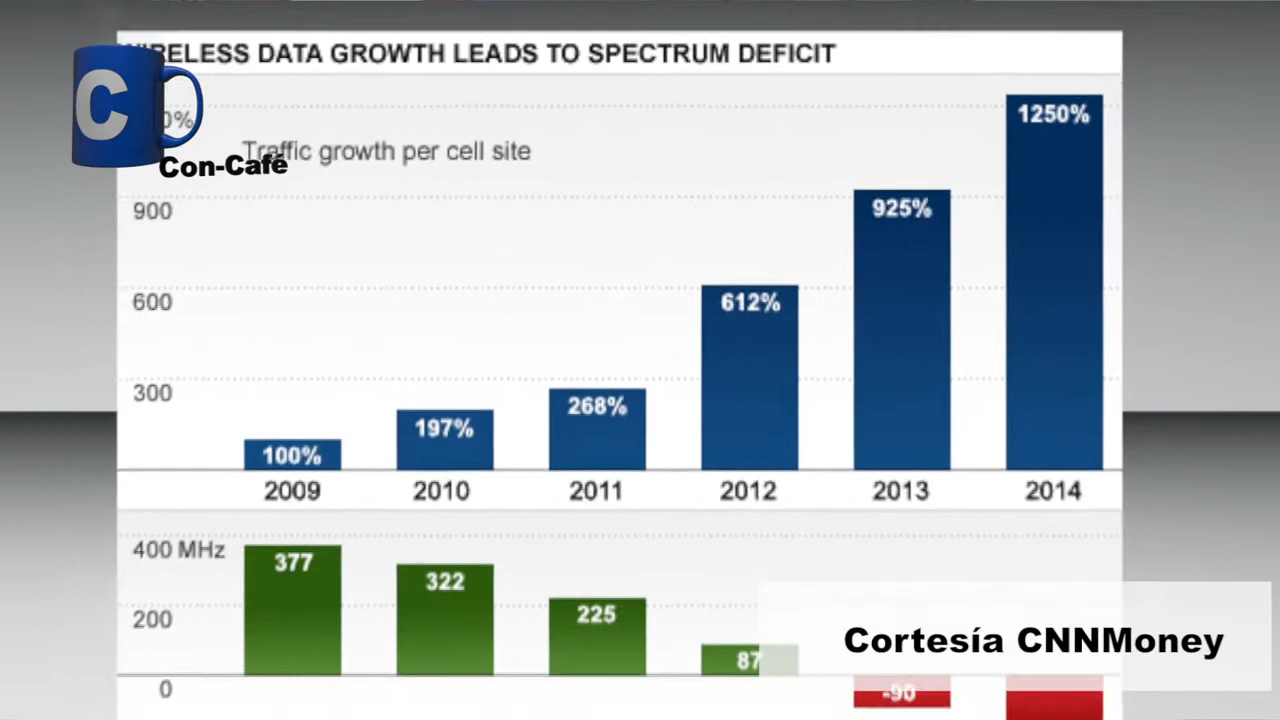 RELESS DATA GROWTH LEADS TO SPECTRUM DEFICIT
C
Con-Café
0%
Traffic growth per cell site
900
600
300
100%
197%
268%
612%
925%
1250%
2009 2010 2011 2012 2013 2014
400 MHz
200
0
377
322
225
87
-90
Cortesía CNNMoney